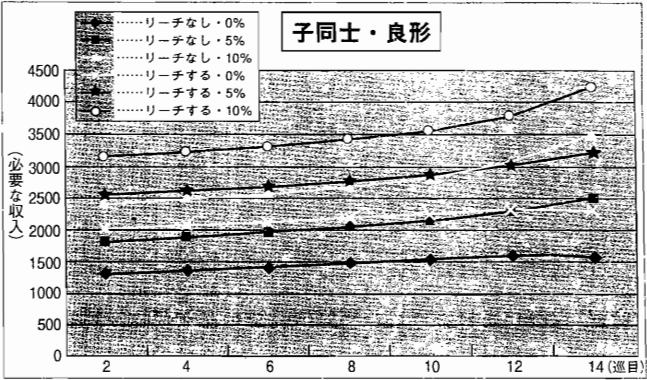 子同士・良形
……リーチなし・0%
……リーチなし・5%
……リーチなし・10%
……リーチする・0%
……リーチする・5%
……リーチする・10%
(必要な収入)
4500
4000
3500
3000
2500
2000
1500
1000
500
0
2 4 6 8 10 12 14(巡目)